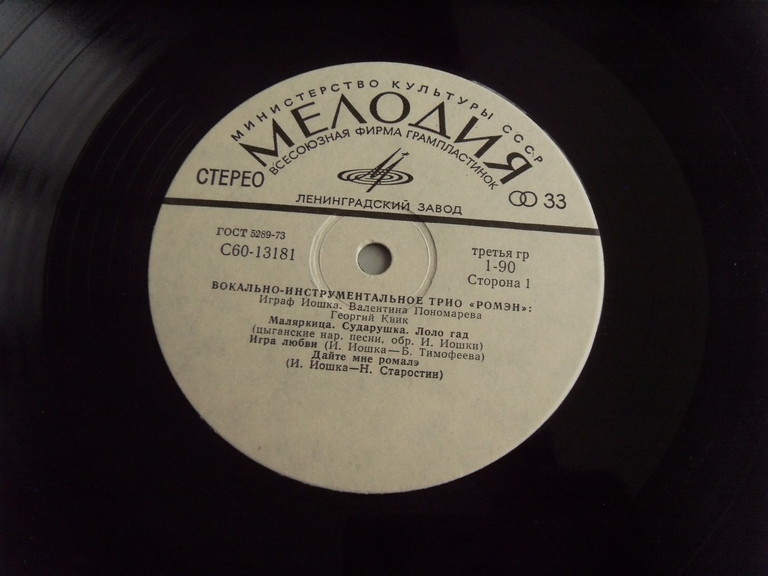 МИНИСТЕРСТВО КУЛЬТУРЫ СССР
МЕЛОДИЯ
ВСЕСОЮЗНАЯ ФИРМА ГРАМПЛАСТИНОК
СТЕРЕО
33
ЛЕНИНГРАДСКИЙ ЗАВОД
ГОСТ 5289-73
С60-13181
третья гр
1-90
Сторона 1
ВОКАЛЬНО-ИНСТРУМЕНТАЛЬНОЕ ТРИО «РОМЭН»:
Играф Иошка. Валентина Пономарева
Георгий Квик
Маляркица. Сударушка. Лоло гад
(цыганские нар. песни, обр. И. Иошки)
Игра любви (И. Иошка—Б. Тимофеева)
Дайте мне ромалэ
(И. Иошка—Н. Старостин)